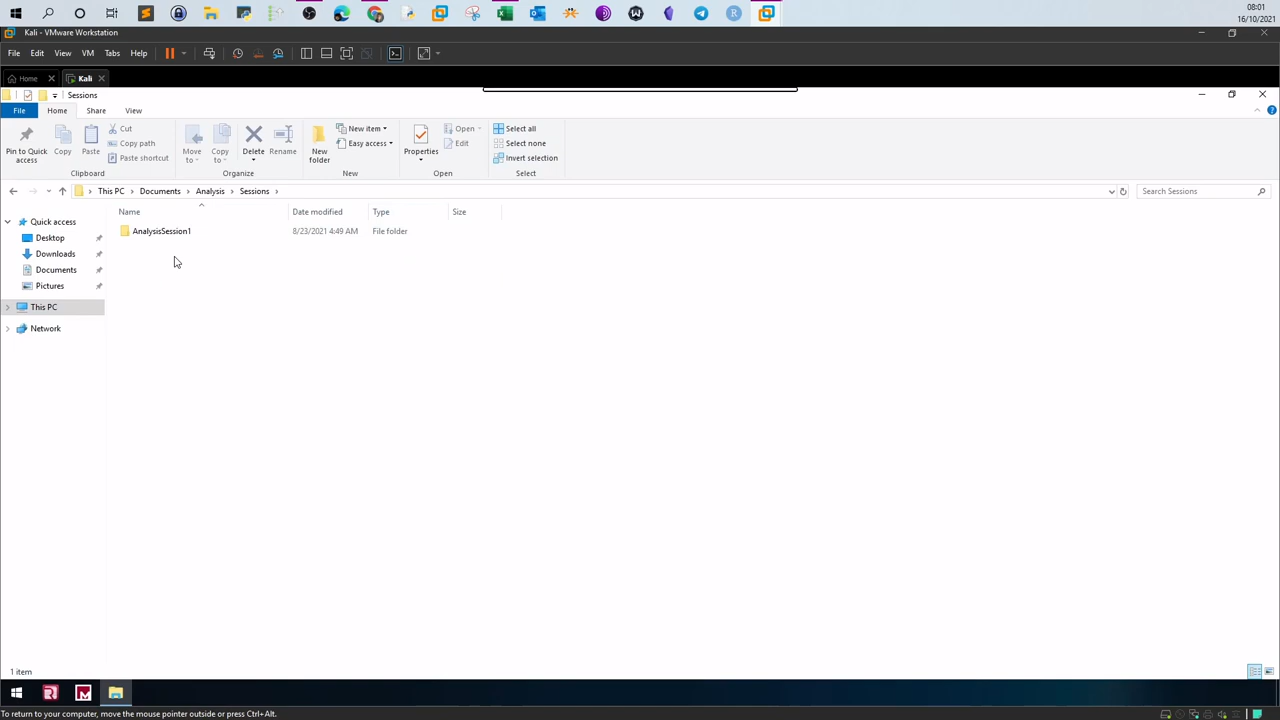 08:01
16/10/2021
Kali - VMware Workstation
File Edit View VM Tabs Help
Home Kali
Sessions
File Home Share View
Pin to Quick access
Copy
Paste
Cut
Copy path
Paste shortcut
Clipboard
Move to
Copy to
Delete
Rename
Organize
New folder
New item
Easy access
New
Properties
Open
Edit
Open
Select all
Select none
Invert selection
Select
This PC Documents Analysis Sessions
Search Sessions
Name Date modified Type Size
AnalysisSession1 8/23/2021 4:49 AM File folder
Quick access
Desktop
Downloads
Documents
Pictures
This PC
Network
1 item
To return to your computer, move the mouse pointer outside or press Ctrl+Alt.